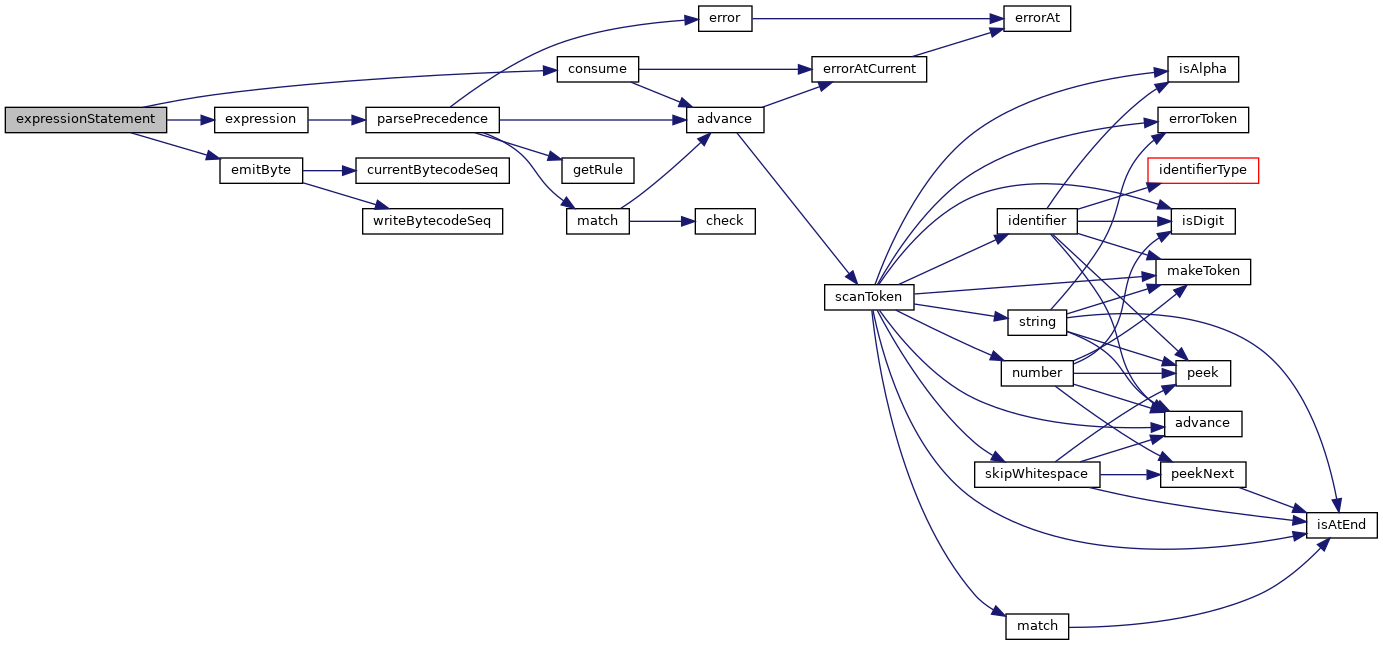 error
errorAt
consume
errorAtCurrent
isAlpha
expressionStatement
expression
parsePrecedence
advance
errorToken
emitByte
currentBytecodeSeq
getRule
identifierType
writeBytecodeSeq
match
check
identifier
isDigit
makeToken
scanToken
string
number
peek
advance
skipWhitespace
peekNext
isAtEnd
match